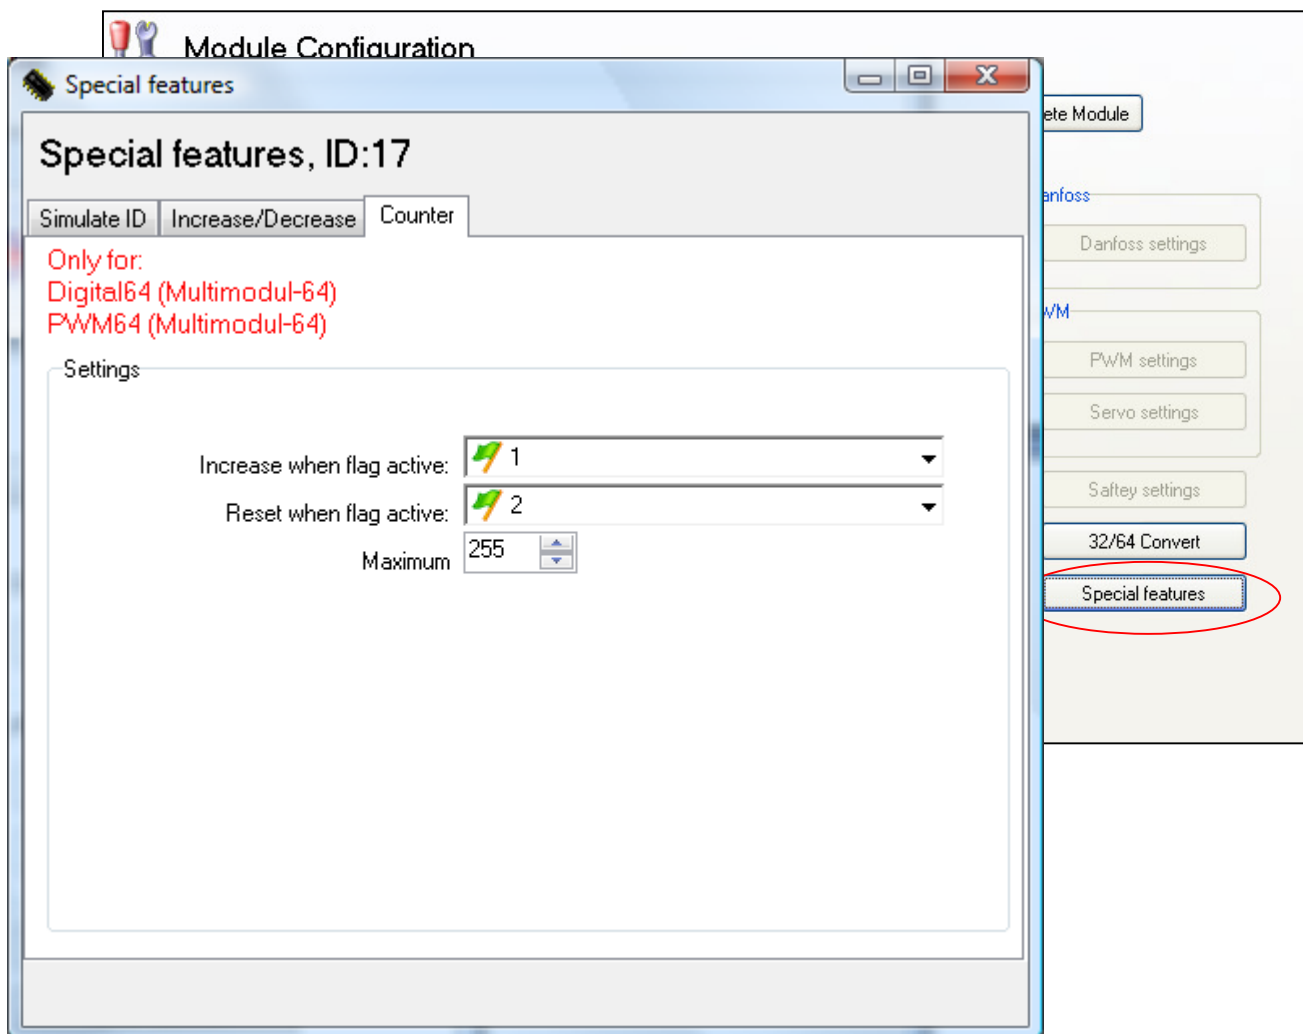 Module Configuration
Special features
ete Module
Special features, ID:17
Simulate ID
Increase/Decrease
Counter
Only for:
Digital64 (Multimodul-64)
PWM64 (Multimodul-64)
Settings
Increase when flag active:
1
Reset when flag active:
2
Maximum
255
anfoss
Danfoss settings
VM
PWM settings
Servo settings
Saftey settings
32/64 Convert
Special features